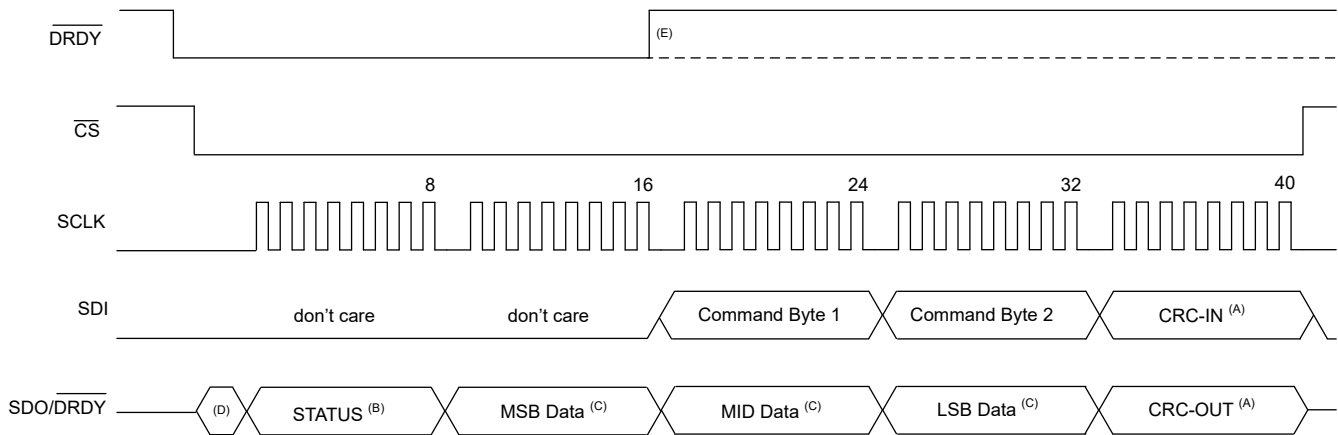 DRDY
(E)
CS
8 16 24 32 40
SCLK
SDI don't care don't care Command Byte 1 Command Byte 2 CRC-IN (A)
SDO/DRDY (D) STATUS (B) MSB Data (C) MID Data (C) LSB Data (C) CRC-OUT (A)